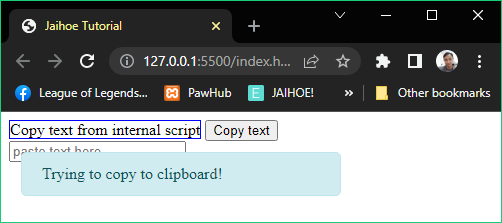 Jaihoe Tutorial
127.0.0.1:5500/index.h...
League of Legends...
PawHub
JAIHOE!
Other bookmarks
Copy text from internal script
Copy text
paste text here
Trying to copy to clipboard!